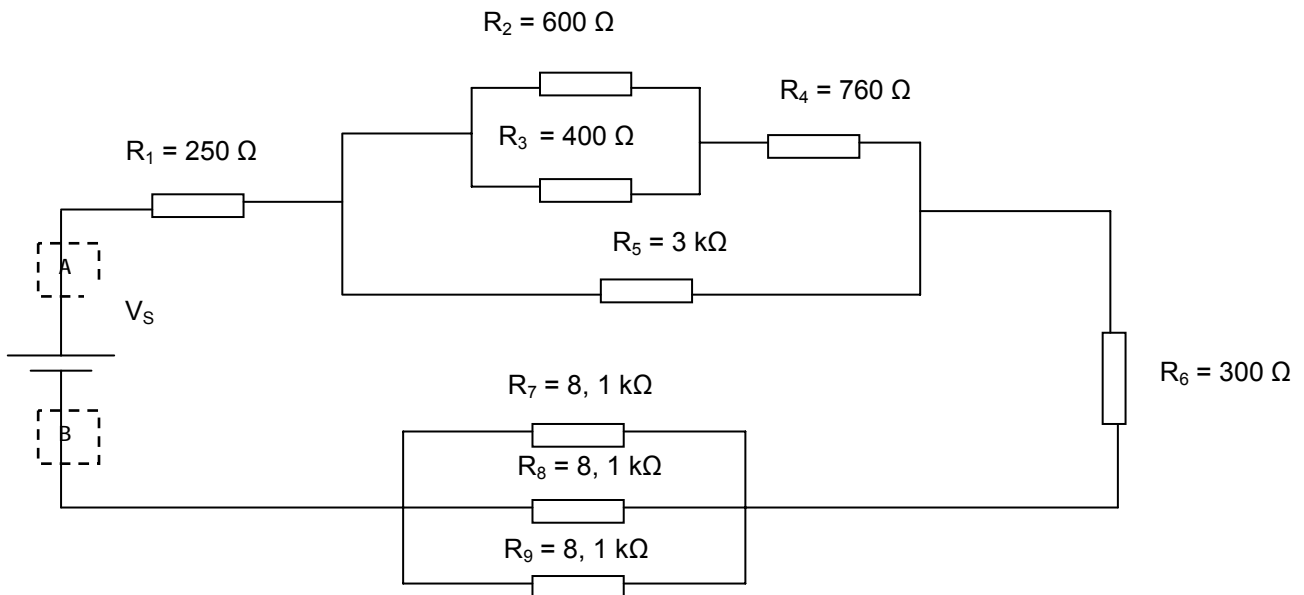 R₂ = 600 Ω
R₄ = 760 Ω
R₃ = 400 Ω
R₁ = 250 Ω
R₅ = 3 kΩ
A
V_S
R₆ = 300 Ω
R₇ = 8, 1 kΩ
B
R₈ = 8, 1 kΩ
R₉ = 8, 1 kΩ